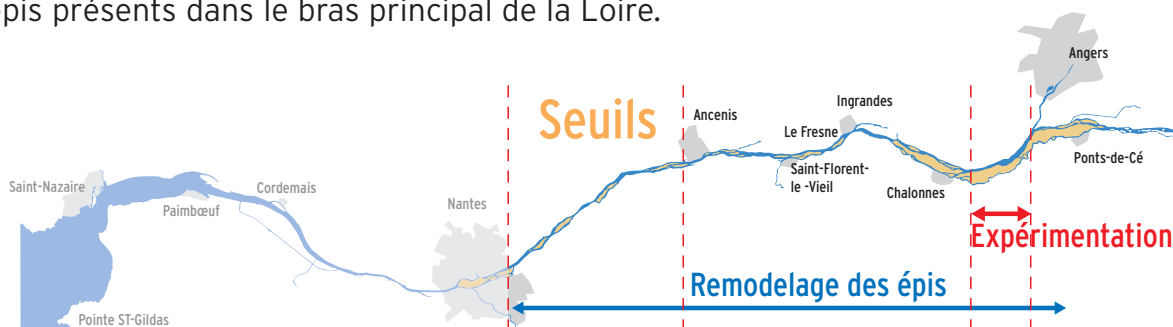 épis présents dans le bras principal de la Loire.
Angers
Seuils
Ancenis
Ingrandes
Le Fresne
Saint-Florent-
le -Vieil
Chalonnes
Ponts-de-Cé
Saint-Nazaire
Paimbœuf
Cordemais
Nantes
Expérimentation
Remodelage des épis
Pointe ST-Gildas